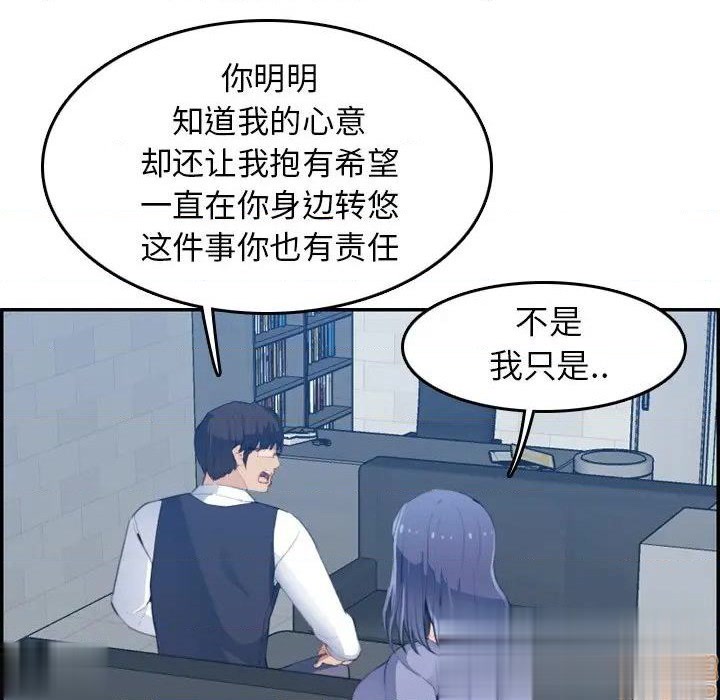 你明明
知道我的心意
却还让我抱有希望
一直在你身边转悠
这件事你也有责任
不是
我只是..